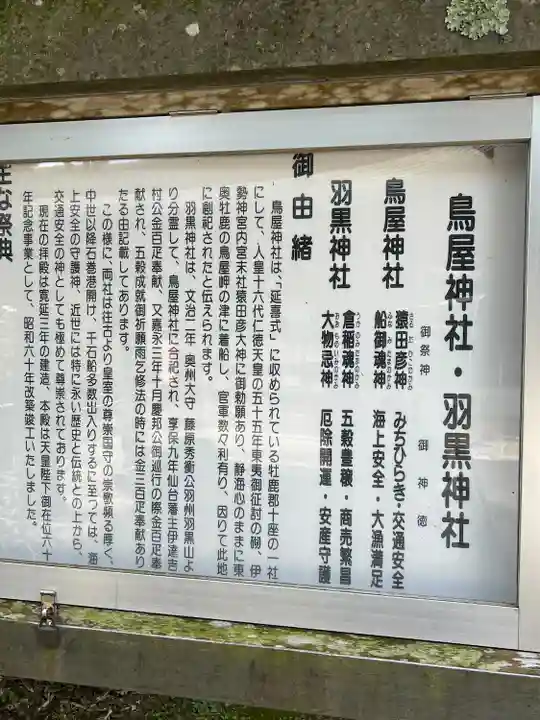 鳥屋神社・羽黒神社
御祭神 御神徳
鳥屋神社 猿田彦神 みちひらき・交通安全
船御魂神 海上安全・大漁満足
羽黒神社 倉稲魂神 五穀豊穣・商売繁昌
大物忌神 厄除開運・安産守護
御由緒
鳥屋神社は、「延喜式」に収められている牡鹿郡十座の一社
にして、人皇十六代仁徳天皇の五十五年東夷御征討の砌、伊
勢神宮内宮末社猿田彦大神に御勅願あり、静海心のままに東
奥牡鹿の鳥屋岬の津に着船し、官軍数々利有り、因りて此地
に創祀されたと伝えられます。
羽黒神社は、文治二年 奥州大守 藤原秀衡公羽州羽黒山よ
り分霊して、鳥屋神社に合祀され、享保九年仙台藩主伊達吉
村公金百疋奉献、又嘉永三年十月慶邦公御巡行の際金百疋奉
献され、五穀成就御祈願雨乞修法の時には金三百疋奉献あり
たる由記載してあります。
この様に、両社は往古より皇室の尊崇国守の崇敬頗る厚く、
中世以降石巻港開け、千石船多数出入りするに至つては、海
上安全の守護神、近世には特に永い歴史と伝統との上から、
交通安全の神としても極めて尊崇されております。
現在の拝殿は寛延三年の建造、本殿は天皇陛下御在位六十
年記念事業として、昭和六十年改築竣工いたしました。
主な祭典